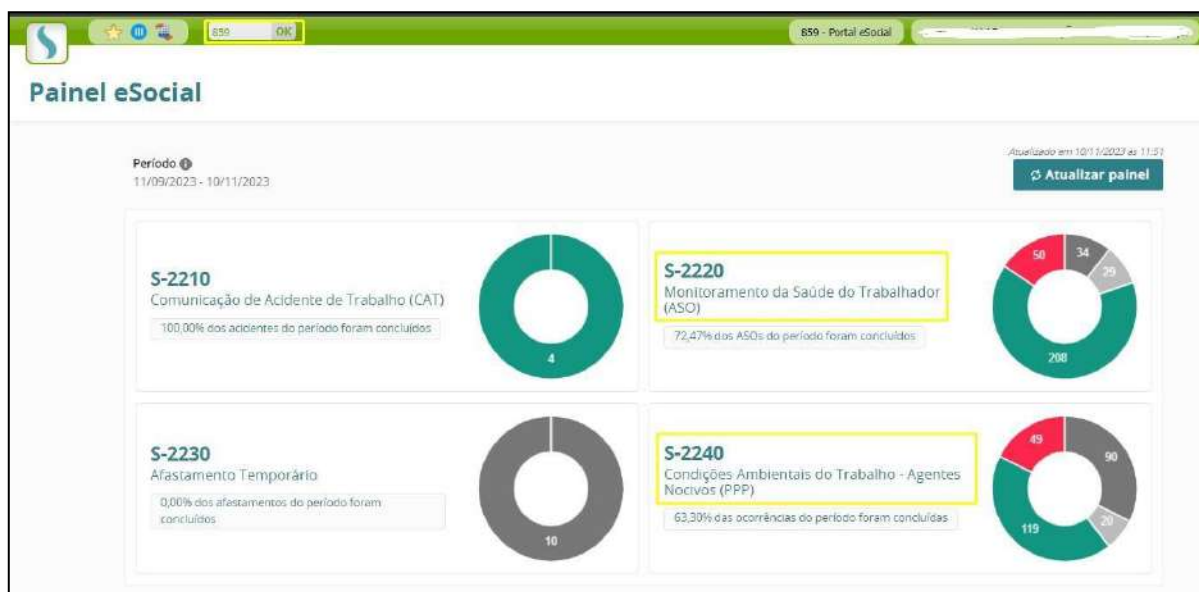 859 OK
859 - Portal eSocial
Painel eSocial
Período
11/09/2023 - 10/11/2023
Atualizado em 10/11/2023 às 11:51
Atualizar painel
S-2210
Comunicação de Acidente de Trabalho (CAT)
100,00% dos acidentes do período foram concluídos
4
S-2220
Monitoramento da Saúde do Trabalhador
(ASO)
72,47% dos ASOs do período foram concluídos
50
34
29
208
S-2230
Afastamento Temporário
0,00% dos afastamentos do período foram
concluídos
10
S-2240
Condições Ambientais do Trabalho - Agentes
Nocivos (PPP)
63,30% das ocorrências do período foram concluídas
49
90
20
119